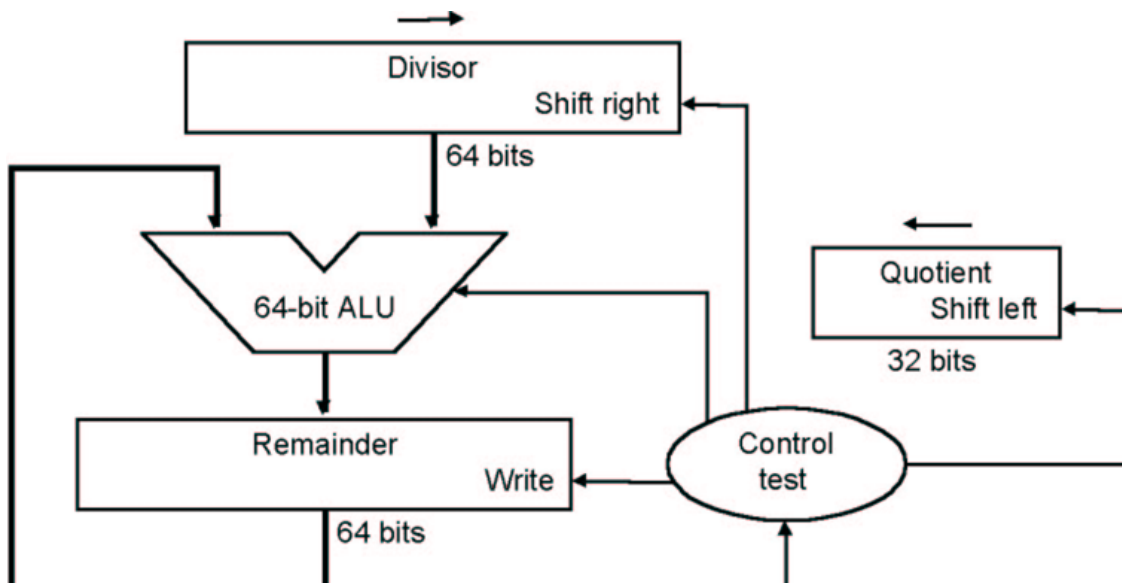 Divisor
Shift right
64 bits
64-bit ALU
Quotient
Shift left
32 bits
Remainder
Write
64 bits
Control
test